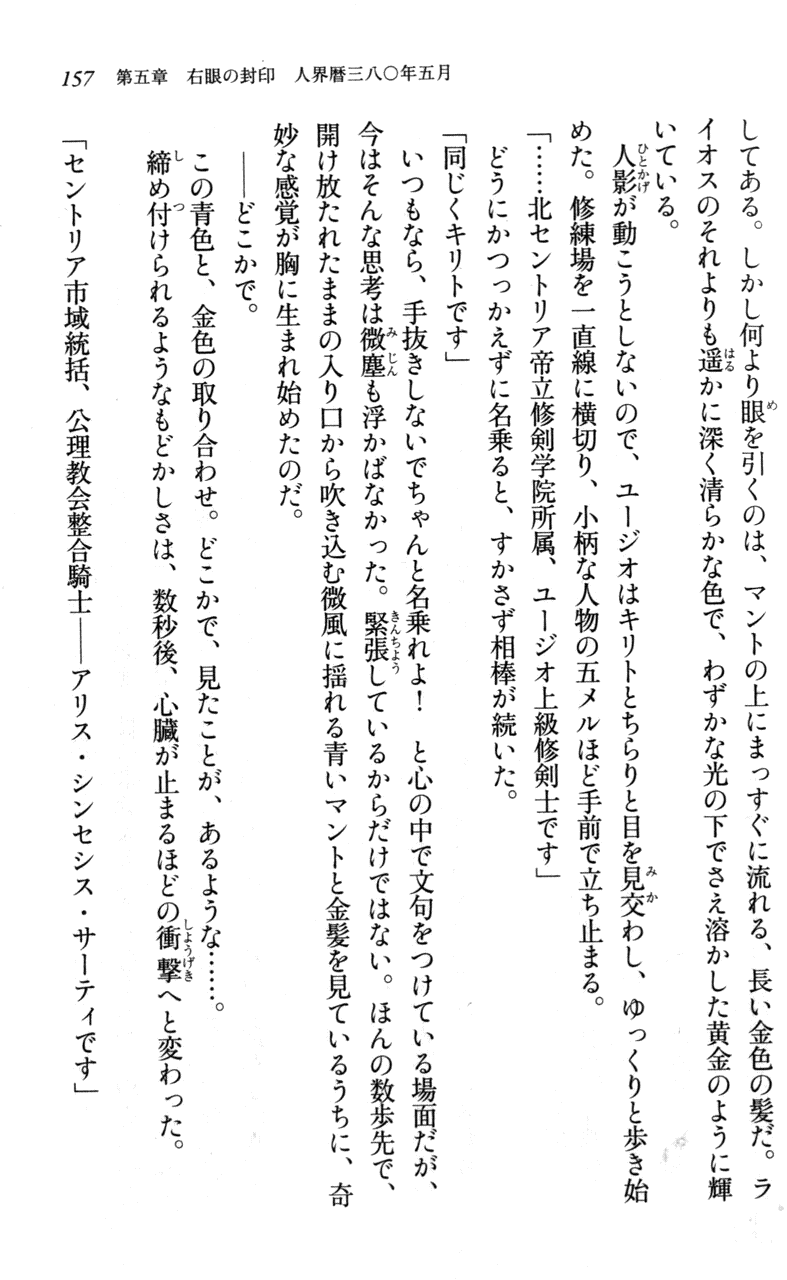 157 第五章 右眼の封印 人界暦三八〇年五月
してある。しかし何より眼を引くのは、マントの上にまっすぐに流れる、長い金色の髪だ。ラ
イオスのそれよりも遥かに深く清らかな色で、わずかな光の下でさえ溶かした黄金のように輝
いている。
人影が動こうとしないので、ユージオはキリトとちらりと目を見交わし、ゆっくりと歩き始
めた。修練場を一直線に横切り、小柄な人物の五メルほど手前で立ち止まる。
「……北セントリア帝立修剣学院所属、ユージオ上級修剣士です」
どうにかつっかえずに名乗ると、すかさず相棒が続いた。
「同じくキリトです」
いつもなら、手抜きしないでちゃんと名乗れよ！ と心の中で文句をつけている場面だが、
今はそんな思考は微塵も浮かばなかった。緊張しているからだけではない。ほんの数歩先で、
開け放たれたままの入り口から吹き込む微風に揺れる青いマントと金髪を見ているうちに、奇
妙な感覚が胸に生まれ始めたのだ。
――どこかで。
この青色と、金色の取り合わせ。どこかで、見たことが、あるような……。
締め付けられるようなもどかしさは、数秒後、心臓が止まるほどの衝撃へと変わった。
「セントリア市域統括、公理教会整合騎士――アリス・シンセシス・サーティです」